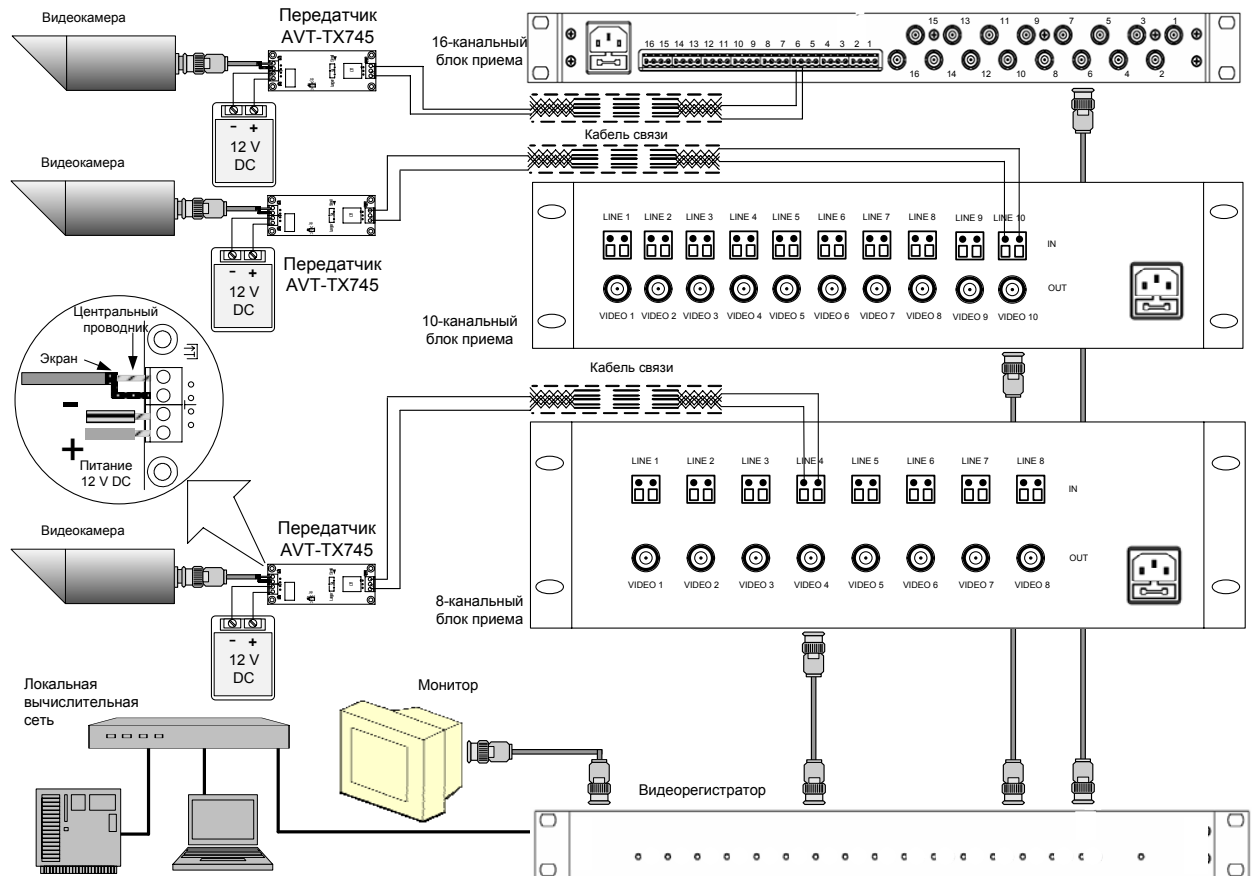 Видеокамера
Передатчик
AVT-TX745
16-канальный
блок приема
16 15 14 13 12 11 10 9 8 7 6 5 4 3 2 1
15 13 11 9 7 5 3 1
16 14 12 10 8 6 4 2
- +
12 V
DC
Кабель связи
Видеокамера
LINE 1 LINE 2 LINE 3 LINE 4 LINE 5 LINE 6 LINE 7 LINE 8 LINE 9 LINE 10
IN
OUT
VIDEO 1 VIDEO 2 VIDEO 3 VIDEO 4 VIDEO 5 VIDEO 6 VIDEO 7 VIDEO 8 VIDEO 9 VIDEO 10
- +
12 V
DC
Передатчик
AVT-TX745
10-канальный
блок приема
Центральный
проводник
Экран
-
+
Питание
12 V DC
Кабель связи
LINE 1 LINE 2 LINE 3 LINE 4 LINE 5 LINE 6 LINE 7 LINE 8
IN
OUT
VIDEO 1 VIDEO 2 VIDEO 3 VIDEO 4 VIDEO 5 VIDEO 6 VIDEO 7 VIDEO 8
Видеокамера
Передатчик
AVT-TX745
8-канальный
блок приема
- +
12 V
DC
Локальная
вычислительная
сеть
Монитор
Видеорегистратор